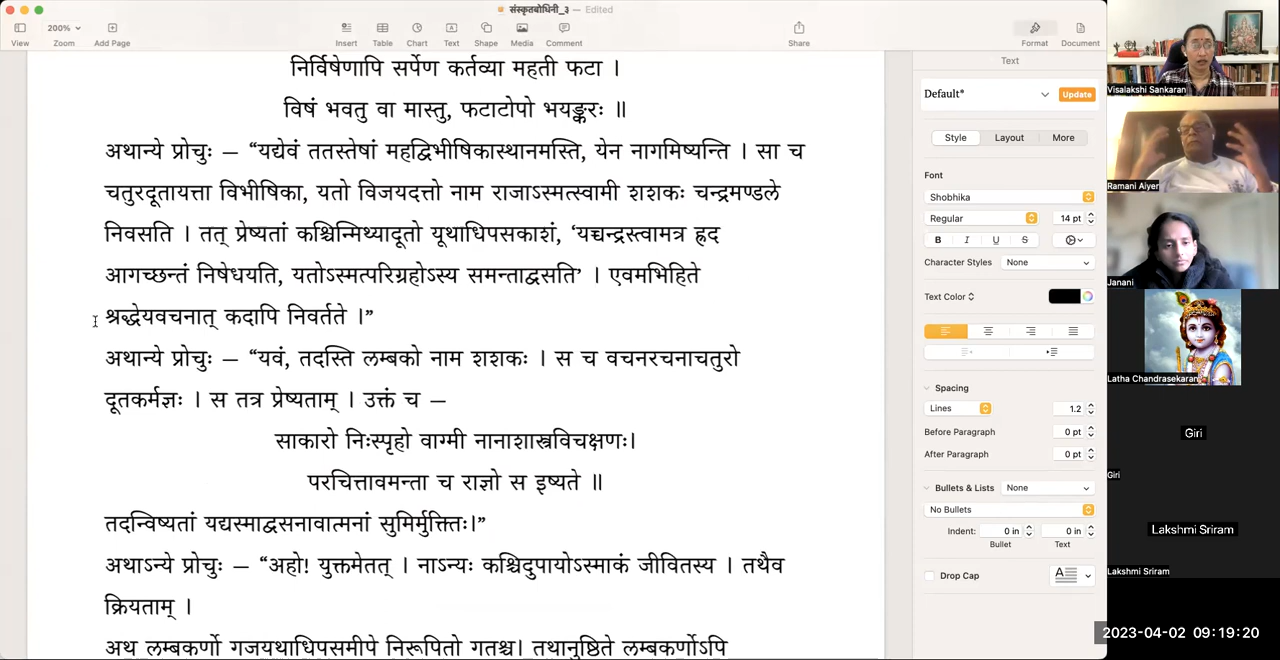 संस्कृतबोधिनी_३ — Edited
View
200%
Zoom
Add Page
Insert
Table
Chart
Text
Shape
Media
Comment
Share
Format
Document
निर्विषेणापि सर्पेण कर्तव्या महती फटा ।
विषं भवतु वा मास्तु, फटाटोपो भयङ्करः ॥
अथान्ये प्रोचुः — “यद्येवं ततस्तेषां महद्विभीषिकास्थानमस्ति, येन नागमिष्यन्ति । सा च
चतुरदूतायत्ता विभीषिका, यतो विजयदत्तो नाम राजाऽस्मत्स्वामी शशकः चन्द्रमण्डले
निवसति । तत् प्रेष्यतां कश्चिन्मिथ्यादूतो यूथाधिपसकाशं, ‘यच्चन्द्रस्त्वामत्र ह्रद
आगच्छन्तं निषेधयति, यतोऽस्मत्परिग्रहोऽस्य समन्ताद्वसति’ । एवमभिहिते
श्रद्धेयवचनात् कदापि निवर्तते ।”
अथान्ये प्रोचुः — “यवं, तदस्ति लम्बको नाम शशकः । स च वचनरचनाचतुरो
दूतकर्मज्ञः । स तत्र प्रेष्यताम् । उक्तं च —
साकारो निःस्पृहो वाग्मी नानाशास्त्रविचक्षणः।
परचित्तावमन्ता च राज्ञो स इष्यते ॥
तदन्विष्यतां यद्यस्माद्वसनावात्मनां सुमिर्मुक्तितः।”
अथाऽन्ये प्रोचुः — “अहो! युक्तमेतत् । नाऽन्यः कश्चिदुपायोऽस्माकं जीवितस्य । तथैव
क्रियताम् ।
अथ लम्बकर्णो गजयूथाधिपसमीपे निरूपितो गतश्च। तथानुष्ठिते लम्बकर्णोऽपि
Text
Default*
Update
Style
Layout
More
Font
Shobhika
Regular
14 pt
B I U S
Character Styles
None
Text Color
Spacing
Lines
1.2
Before Paragraph
0 pt
After Paragraph
0 pt
Bullets & Lists
None
No Bullets
Indent:
0 in
0 in
Bullet
Text
Drop Cap
Visalakshi Sankaran
Ramani Aiyer
Janani
Latha Chandrasekaran
Giri
Giri
Lakshmi Sriram
Lakshmi Sriram
2023-04-02 09:19:20